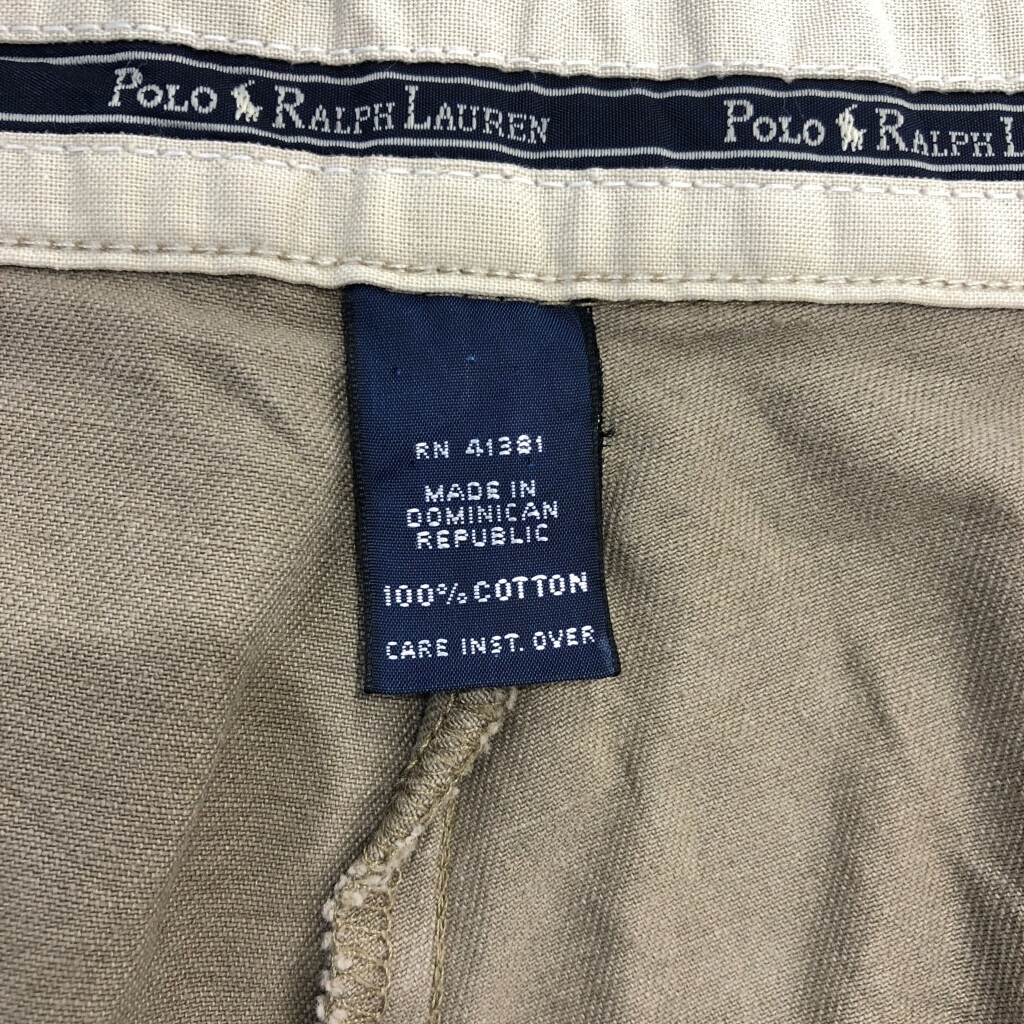 POLO RALPH LAUREN POLO RALPH L
RN 41381
MADE IN
DOMINICAN
REPUBLIC
100% COTTON
CARE INST. OVER